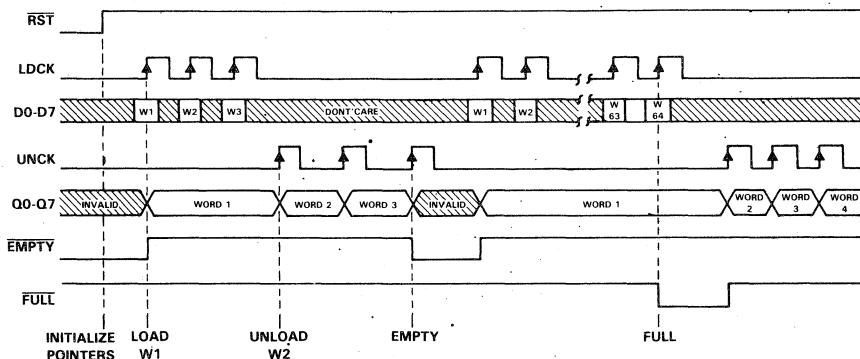 RST
LDCK
D0-D7 W1 W2 W3 DONT CARE W1 W2 W 63 W 64
UNCK
Q0-Q7 INVALID WORD 1 WORD 2 WORD 3 INVALID WORD 1 WORD 2 WORD 3 WORD 4
EMPTY
FULL
INITIALIZE POINTERS
LOAD W1
UNLOAD W2
EMPTY
FULL